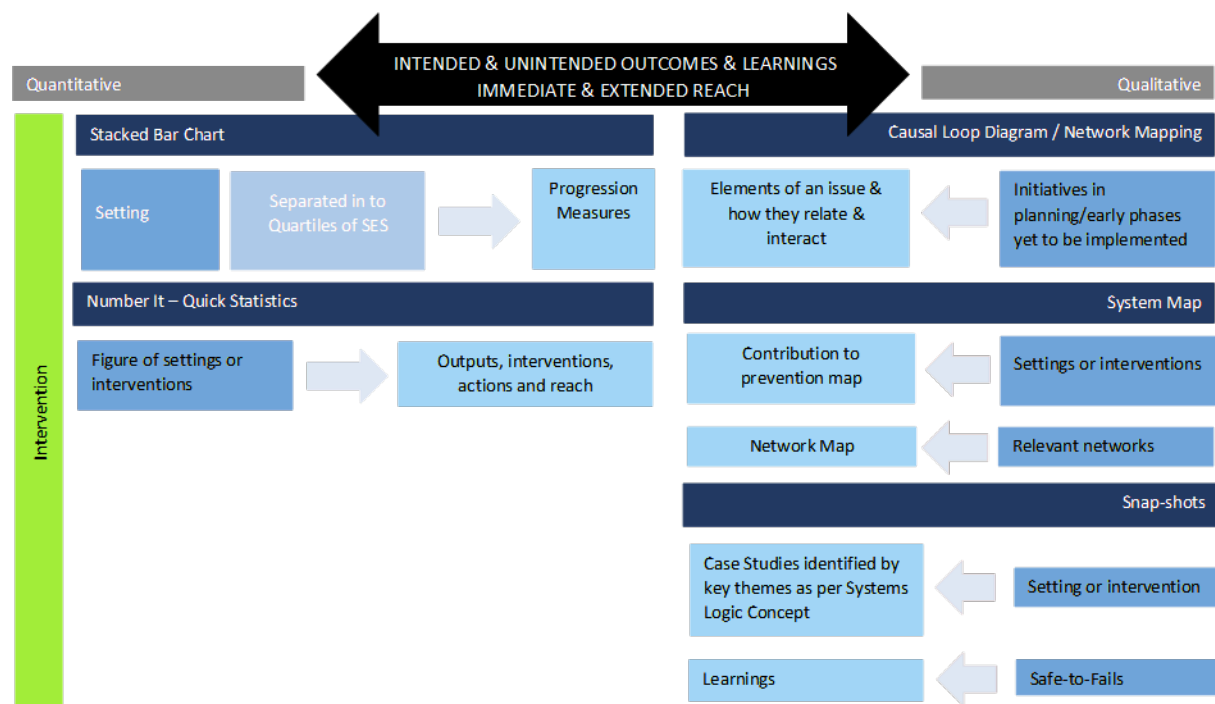 INTENDED & UNINTENDED OUTCOMES & LEARNINGS
IMMEDIATE & EXTENDED REACH
Quantitative
Qualitative
Intervention
Stacked Bar Chart
Setting
Separated in to
Quartiles of SES
Progression
Measures
Number It – Quick Statistics
Figure of settings or
interventions
Outputs, interventions,
actions and reach
Causal Loop Diagram / Network Mapping
Elements of an issue &
how they relate &
interact
Initiatives in
planning/early phases
yet to be implemented
System Map
Contribution to
prevention map
Settings or interventions
Network Map
Relevant networks
Snap-shots
Case Studies identified by
key themes as per Systems
Logic Concept
Setting or intervention
Learnings
Safe-to-Fails